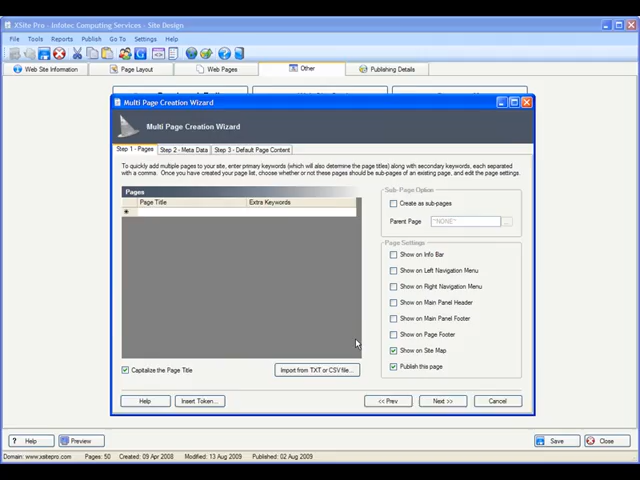 XSite Pro - Infotec Computing Services - Site Design
File Tools Reports Publish Go To Settings Help
Web Site Information Page Layout Web Pages Other Publishing Details
Multi Page Creation Wizard
Multi Page Creation Wizard
Step 1 - Pages Step 2 - Meta Data Step 3 - Default Page Content
To quickly add multiple pages to your site, enter primary keywords (which will also determine the page titles) along with secondary keywords, each separated
with a comma. Once you have created your page list, choose whether or not these pages should be sub-pages of an existing page, and edit the page settings.
Pages
Page Title Extra Keywords
Sub-Page Option
Create as sub-pages
Parent Page *NONE* ...
Page Settings
Show on Info Bar
Show on Left Navigation Menu
Show on Right Navigation Menu
Show on Main Panel Header
Show on Main Panel Footer
Show on Page Footer
Show on Site Map
Publish this page
Capitalize the Page Title Import from TXT or CSV file...
Help Insert Token... << Prev Next >> Cancel
Help Preview Save Close
Domain: www.xsitepro.com Pages: 50 Created: 09 Apr 2008 Modified: 13 Aug 2009 Published: 02 Aug 2009